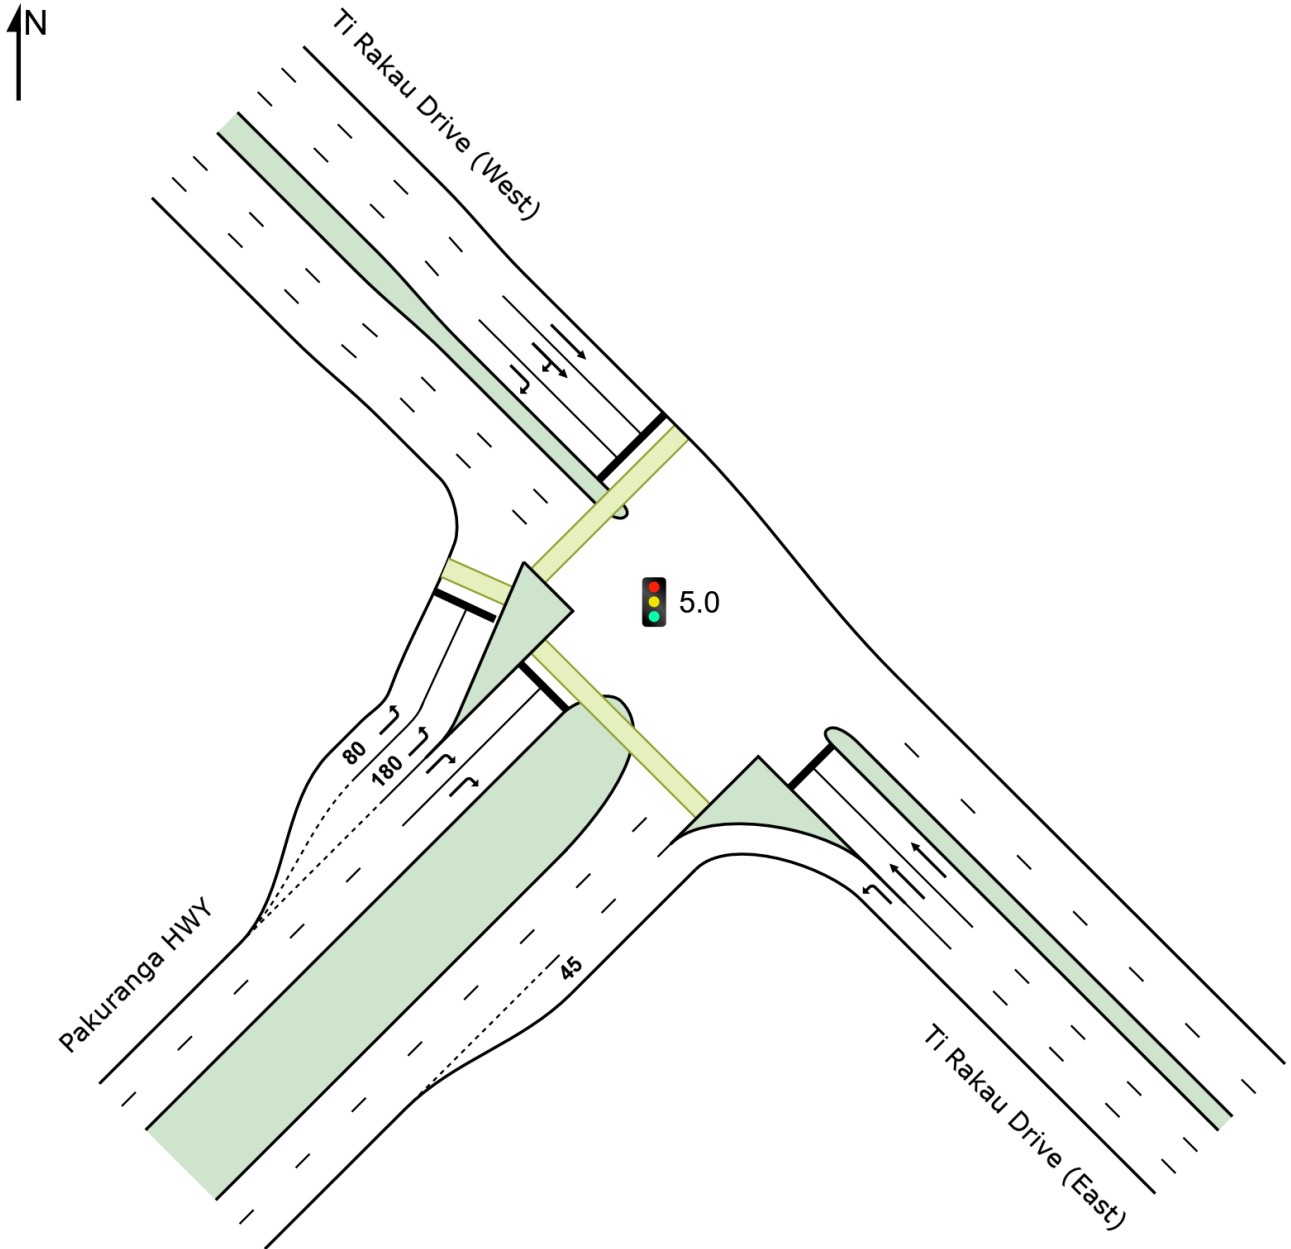 N
Ti Rakau Drive (West)
5.0
80
180
45
Pakuranga HWY
Ti Rakau Drive (East)